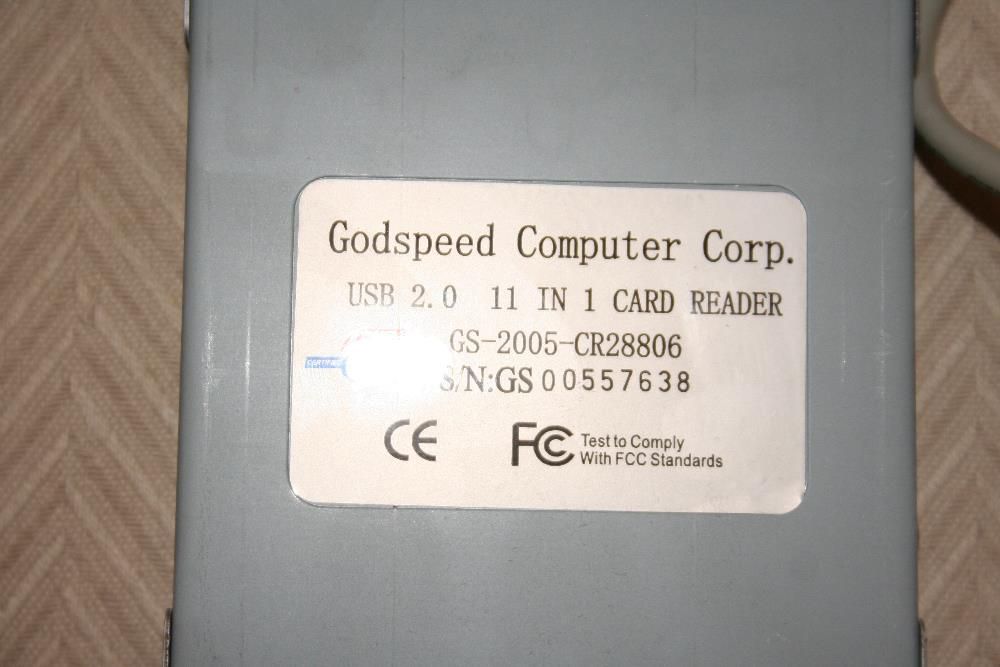 Godspeed Computer Corp.
USB 2.0 11 IN 1 CARD READER
CERTIFIED
GS-2005-CR28806
S/N:GS 00557638
CE
FC Test to Comply
With FCC Standards